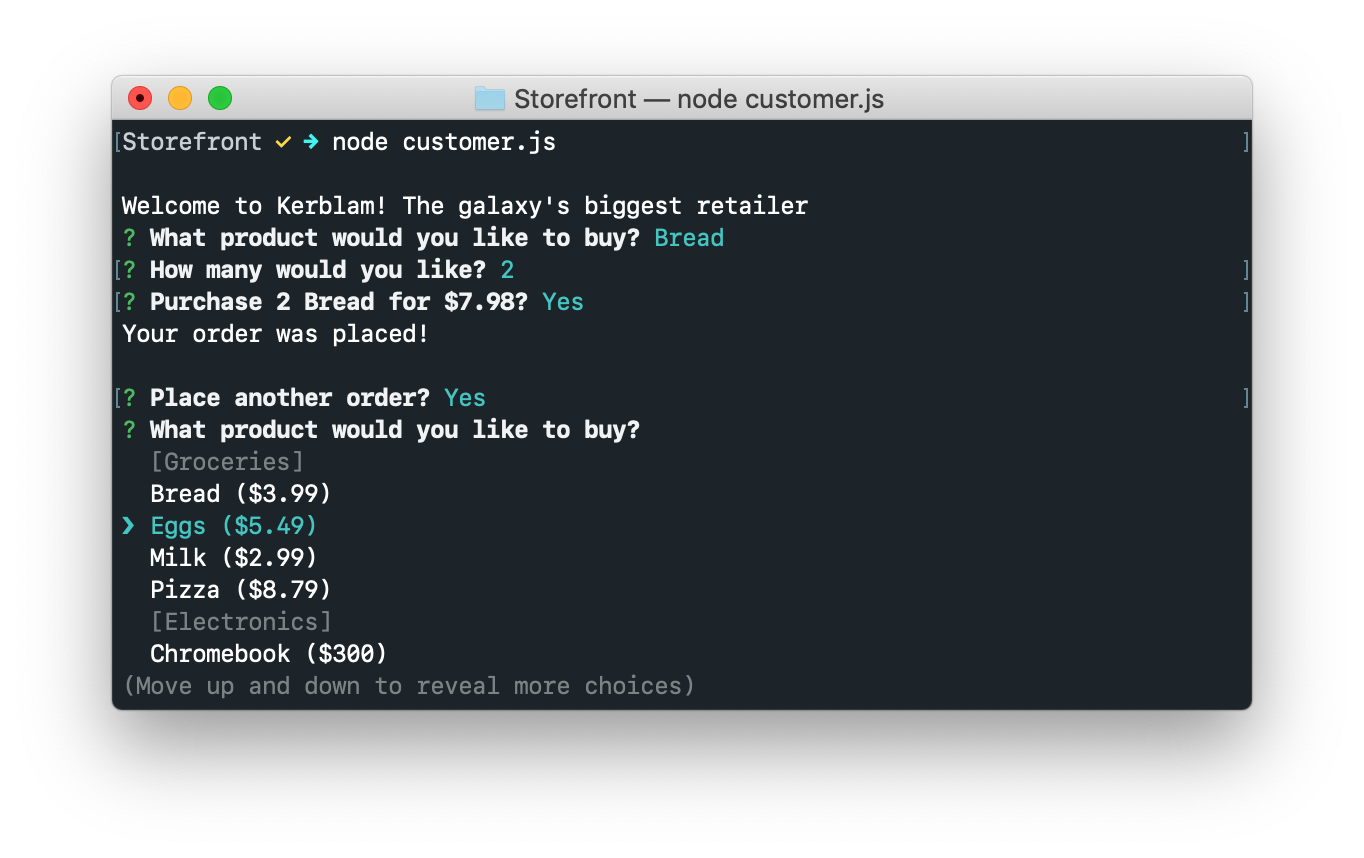 Storefront — node customer.js
[Storefront ✓ ➜ node customer.js ]
Welcome to Kerblam! The galaxy's biggest retailer
? What product would you like to buy? Bread
[? How many would you like? 2 ]
[? Purchase 2 Bread for $7.98? Yes ]
Your order was placed!
[? Place another order? Yes ]
? What product would you like to buy?
[Groceries]
Bread ($3.99)
❯ Eggs ($5.49)
Milk ($2.99)
Pizza ($8.79)
[Electronics]
Chromebook ($300)
(Move up and down to reveal more choices)